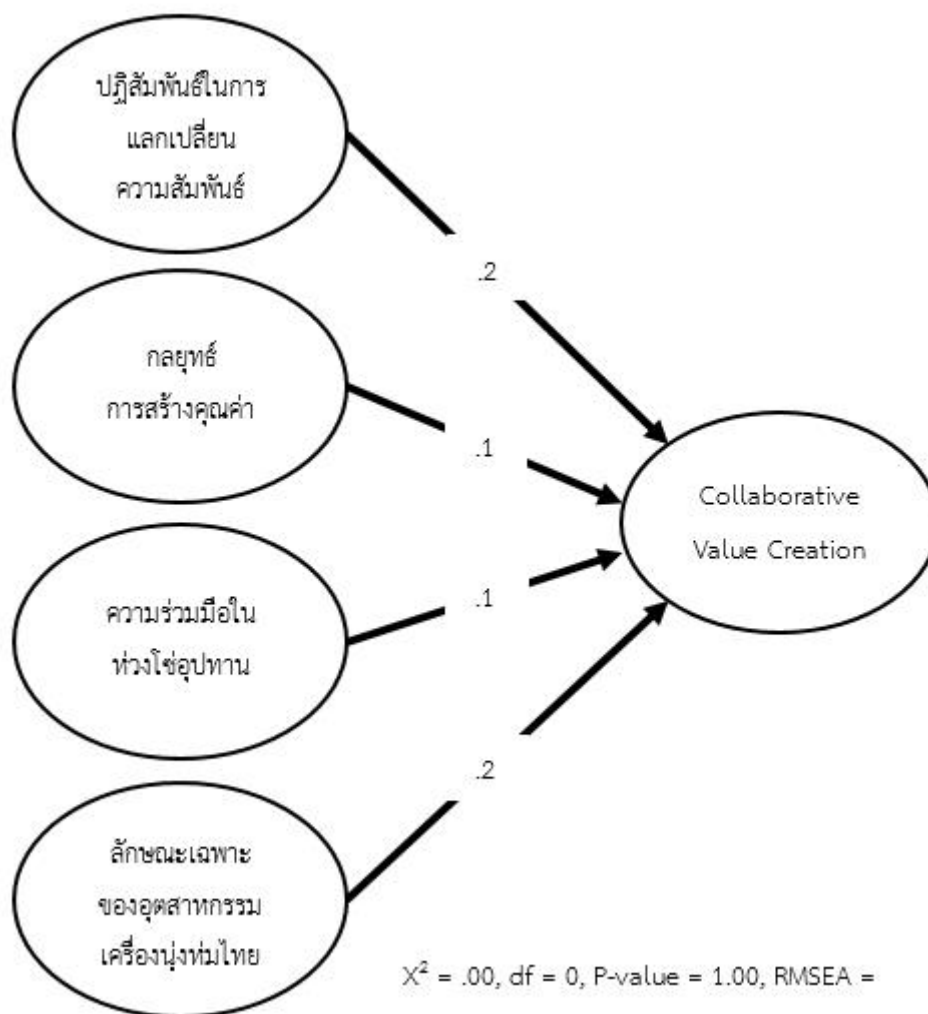 ปฏิสัมพันธ์ในการ
แลกเปลี่ยน
ความสัมพันธ์
.2
กลยุทธ์
การสร้างคุณค่า
.1
Collaborative
Value Creation
ความร่วมมือใน
ห่วงโซ่อุปทาน
.1
.2
ลักษณะเฉพาะ
ของอุตสาหกรรม
เครื่องนุ่งห่มไทย
X² = .00, df = 0, P-value = 1.00, RMSEA =